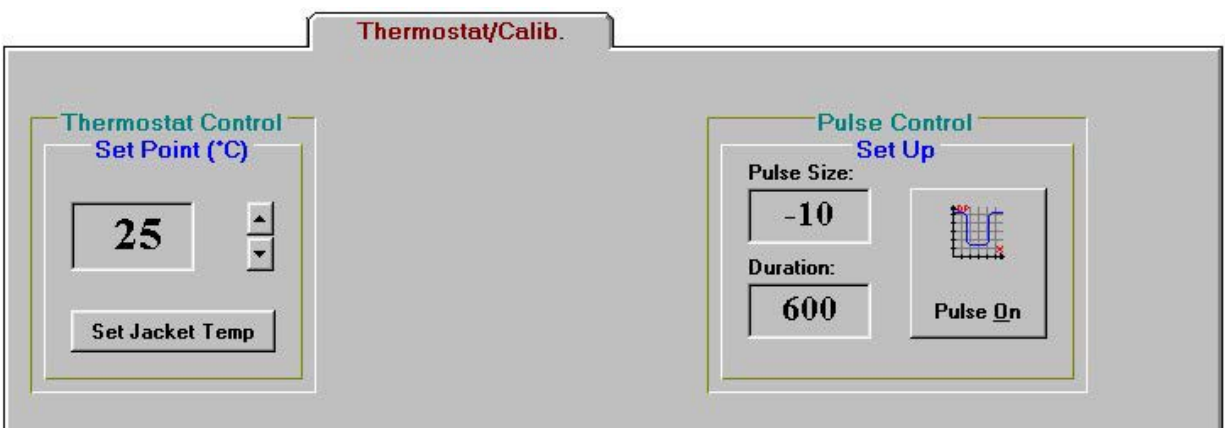 Thermostat/Calib.
Thermostat Control
Set Point (°C)
25
Set Jacket Temp
Pulse Control
Set Up
Pulse Size:
-10
Duration:
600
Pulse On